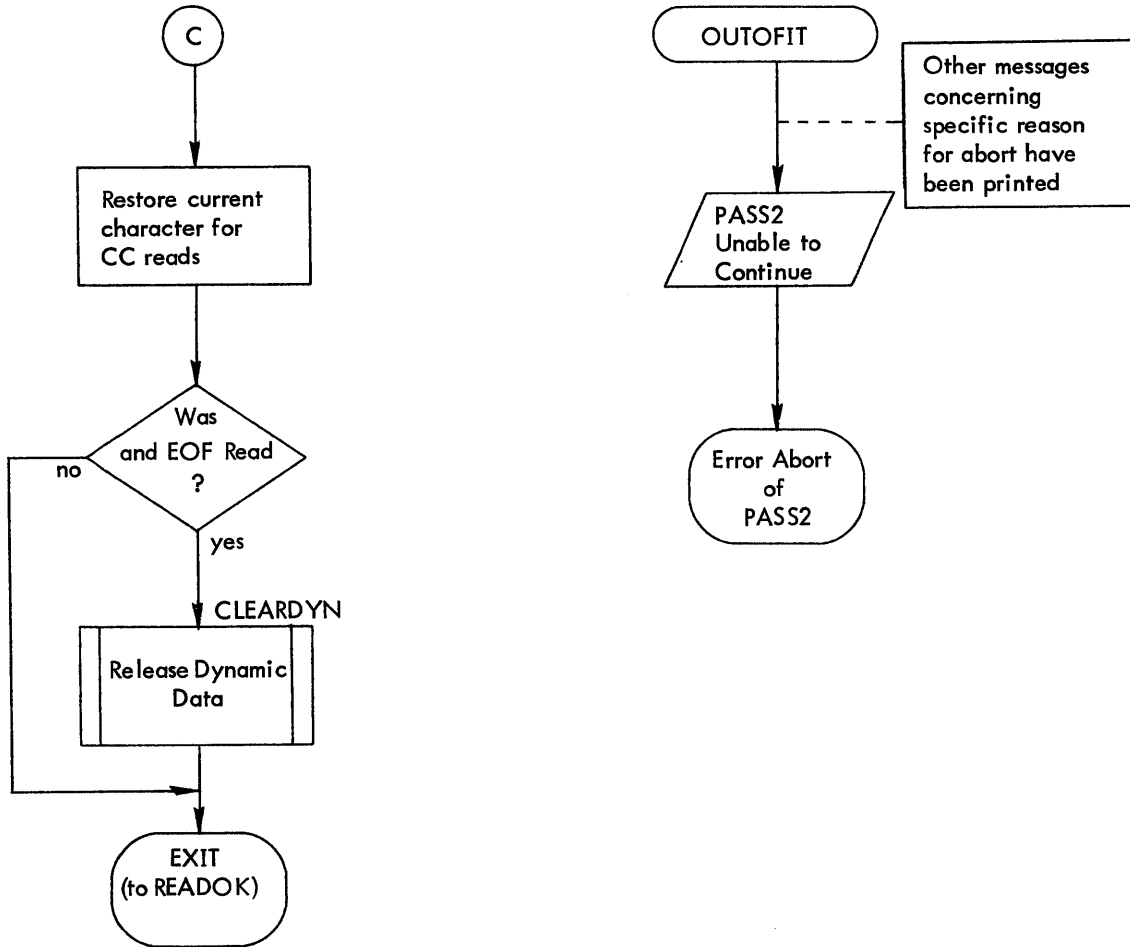 C
Restore current
character for
CC reads
Was
and EOF Read
?
no
yes
CLEARDYN
Release Dynamic
Data
EXIT
(to READOK)
OUTOFIT
Other messages
concerning
specific reason
for abort have
been printed
PASS2
Unable to
Continue
Error Abort
of
PASS2